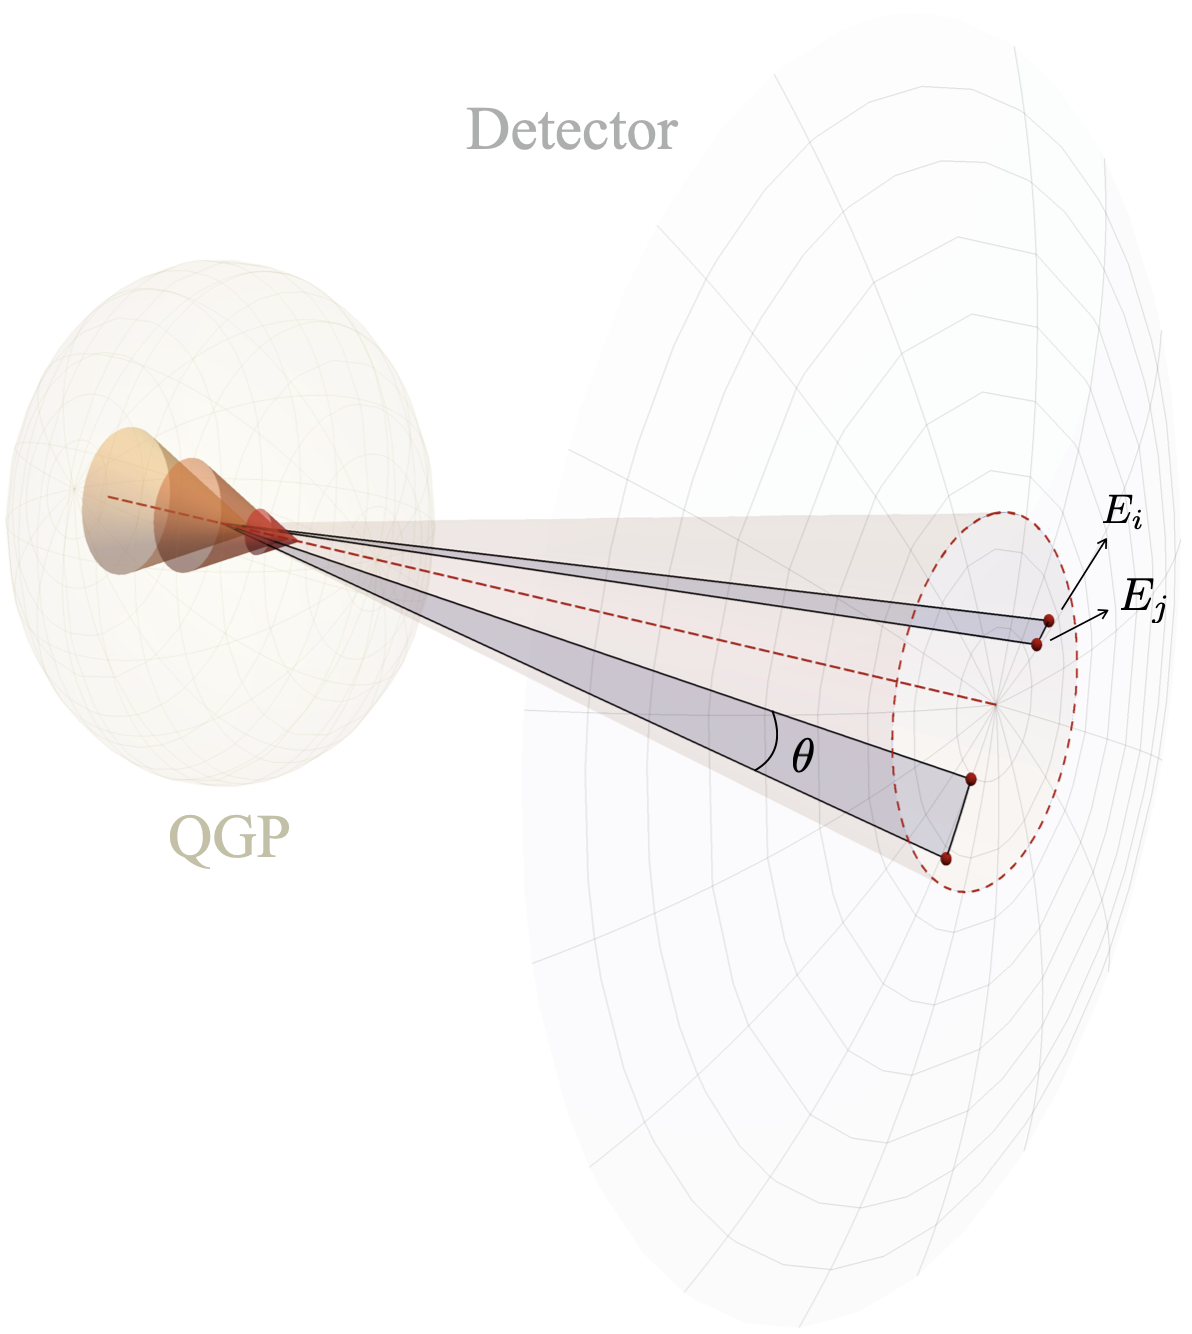 Detector
E_i
E_j
θ
QGP